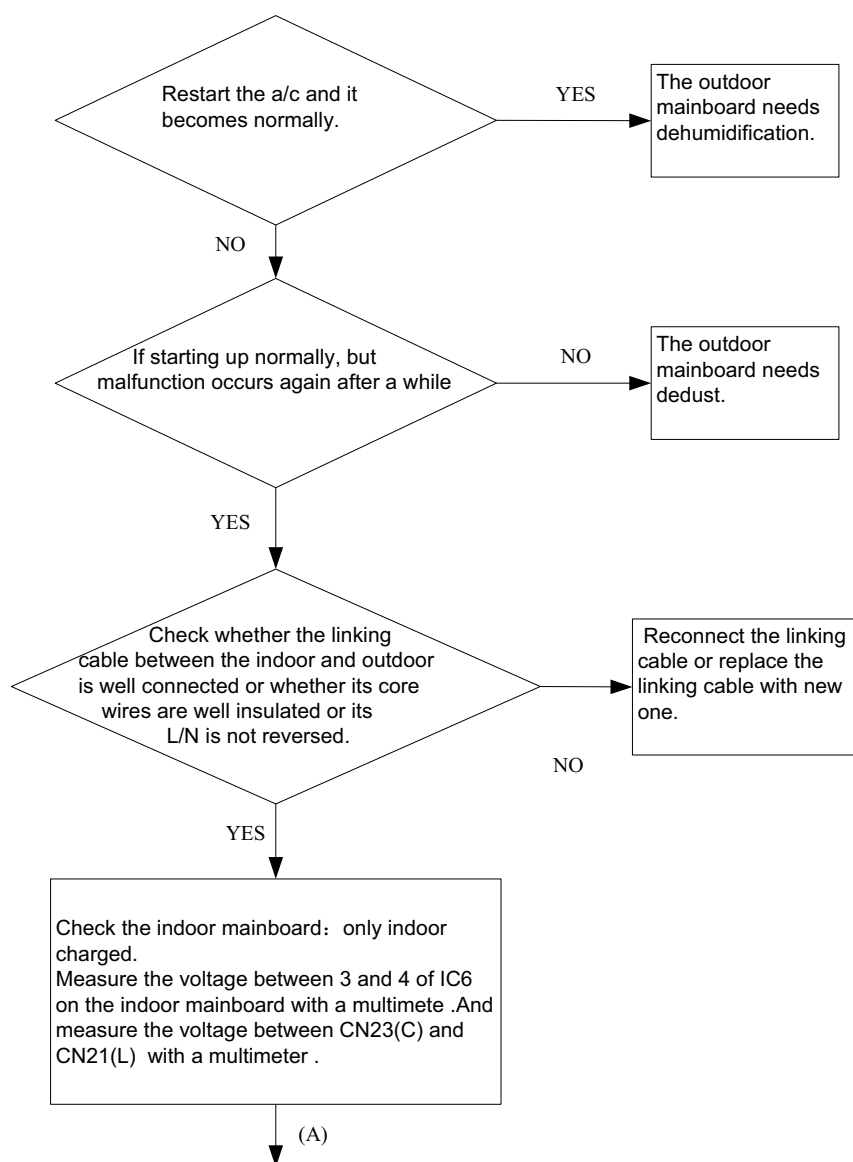 Restart the a/c and it
becomes normally.
YES
The outdoor
mainboard needs
dehumidification.
NO
If starting up normally, but
malfunction occurs again after a while
NO
The outdoor
mainboard needs
dedust.
YES
Check whether the linking
cable between the indoor and outdoor
is well connected or whether its core
wires are well insulated or its
L/N is not reversed.
Reconnect the linking
cable or replace the
linking cable with new
one.
NO
YES
Check the indoor mainboard：only indoor
charged.
Measure the voltage between 3 and 4 of IC6
on the indoor mainboard with a multimete .And
measure the voltage between CN23(C) and
CN21(L) with a multimeter .
(A)